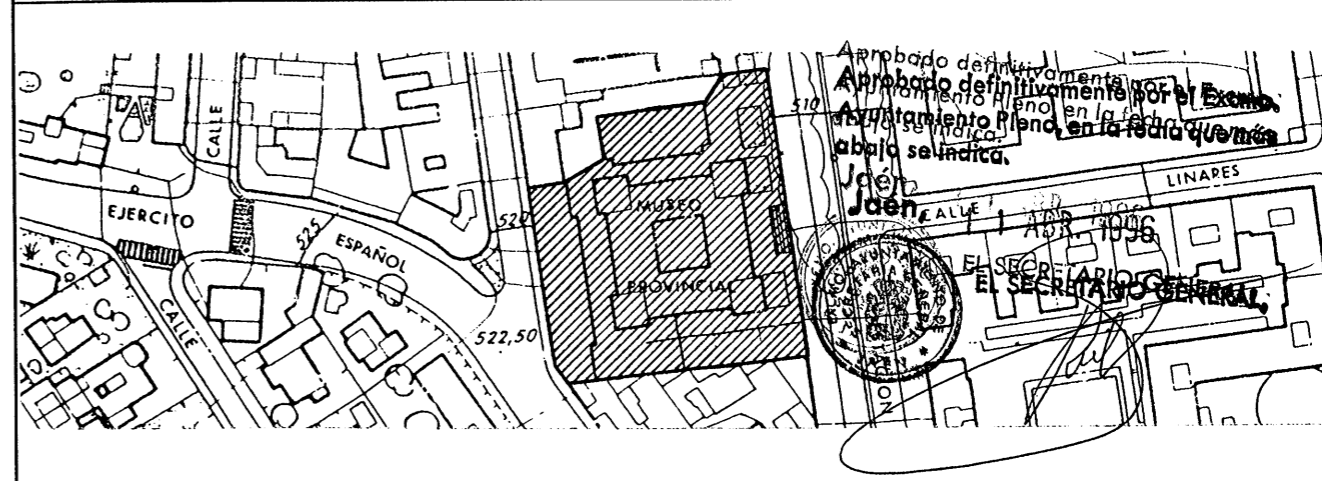 Aprobado definitivamente por el Excmo.
Ayuntamiento Pleno, en la fecha que más
abajo se indica.
Jaén,
11 ABR. 1996
EL SECRETARIO GENERAL,
CALLE
EJERCITO
ESPAÑOL
CALLE
525
520
522,50
MUSEO
PROVINCIAL
510
CALLE
LINARES